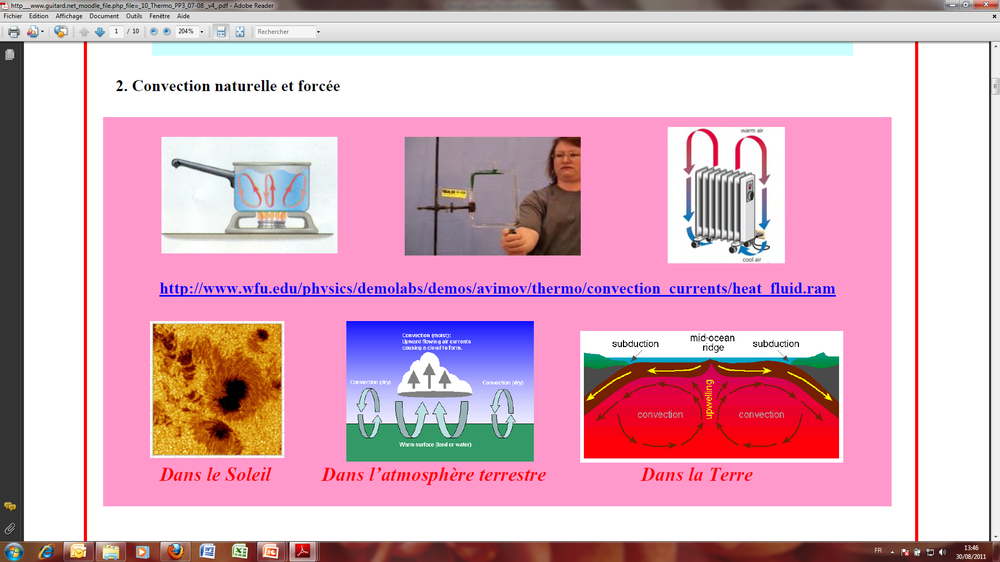 http___www.guitard.net_moodle_file.php_file=_10_Thermo_PP3_07-08 _v4_.pdf - Adobe Reader
Fichier Edition Affichage Document Outils Fenêtre Aide
1 / 10 204% Rechercher
2. Convection naturelle et forcée
warm air
cool air
http://www.wfu.edu/physics/demolabs/demos/avimov/thermo/convection_currents/heat_fluid.ram
Convection (moist):
Upward flowing air currents
causing a cloud to form.
Convection (dry)
Convection (dry)
Warm surface (land or water)
mid-ocean
ridge
subduction
subduction
upwelling
convection
convection
Dans le Soleil
Dans l’atmosphère terrestre
Dans la Terre
FR
13:46
30/08/2011